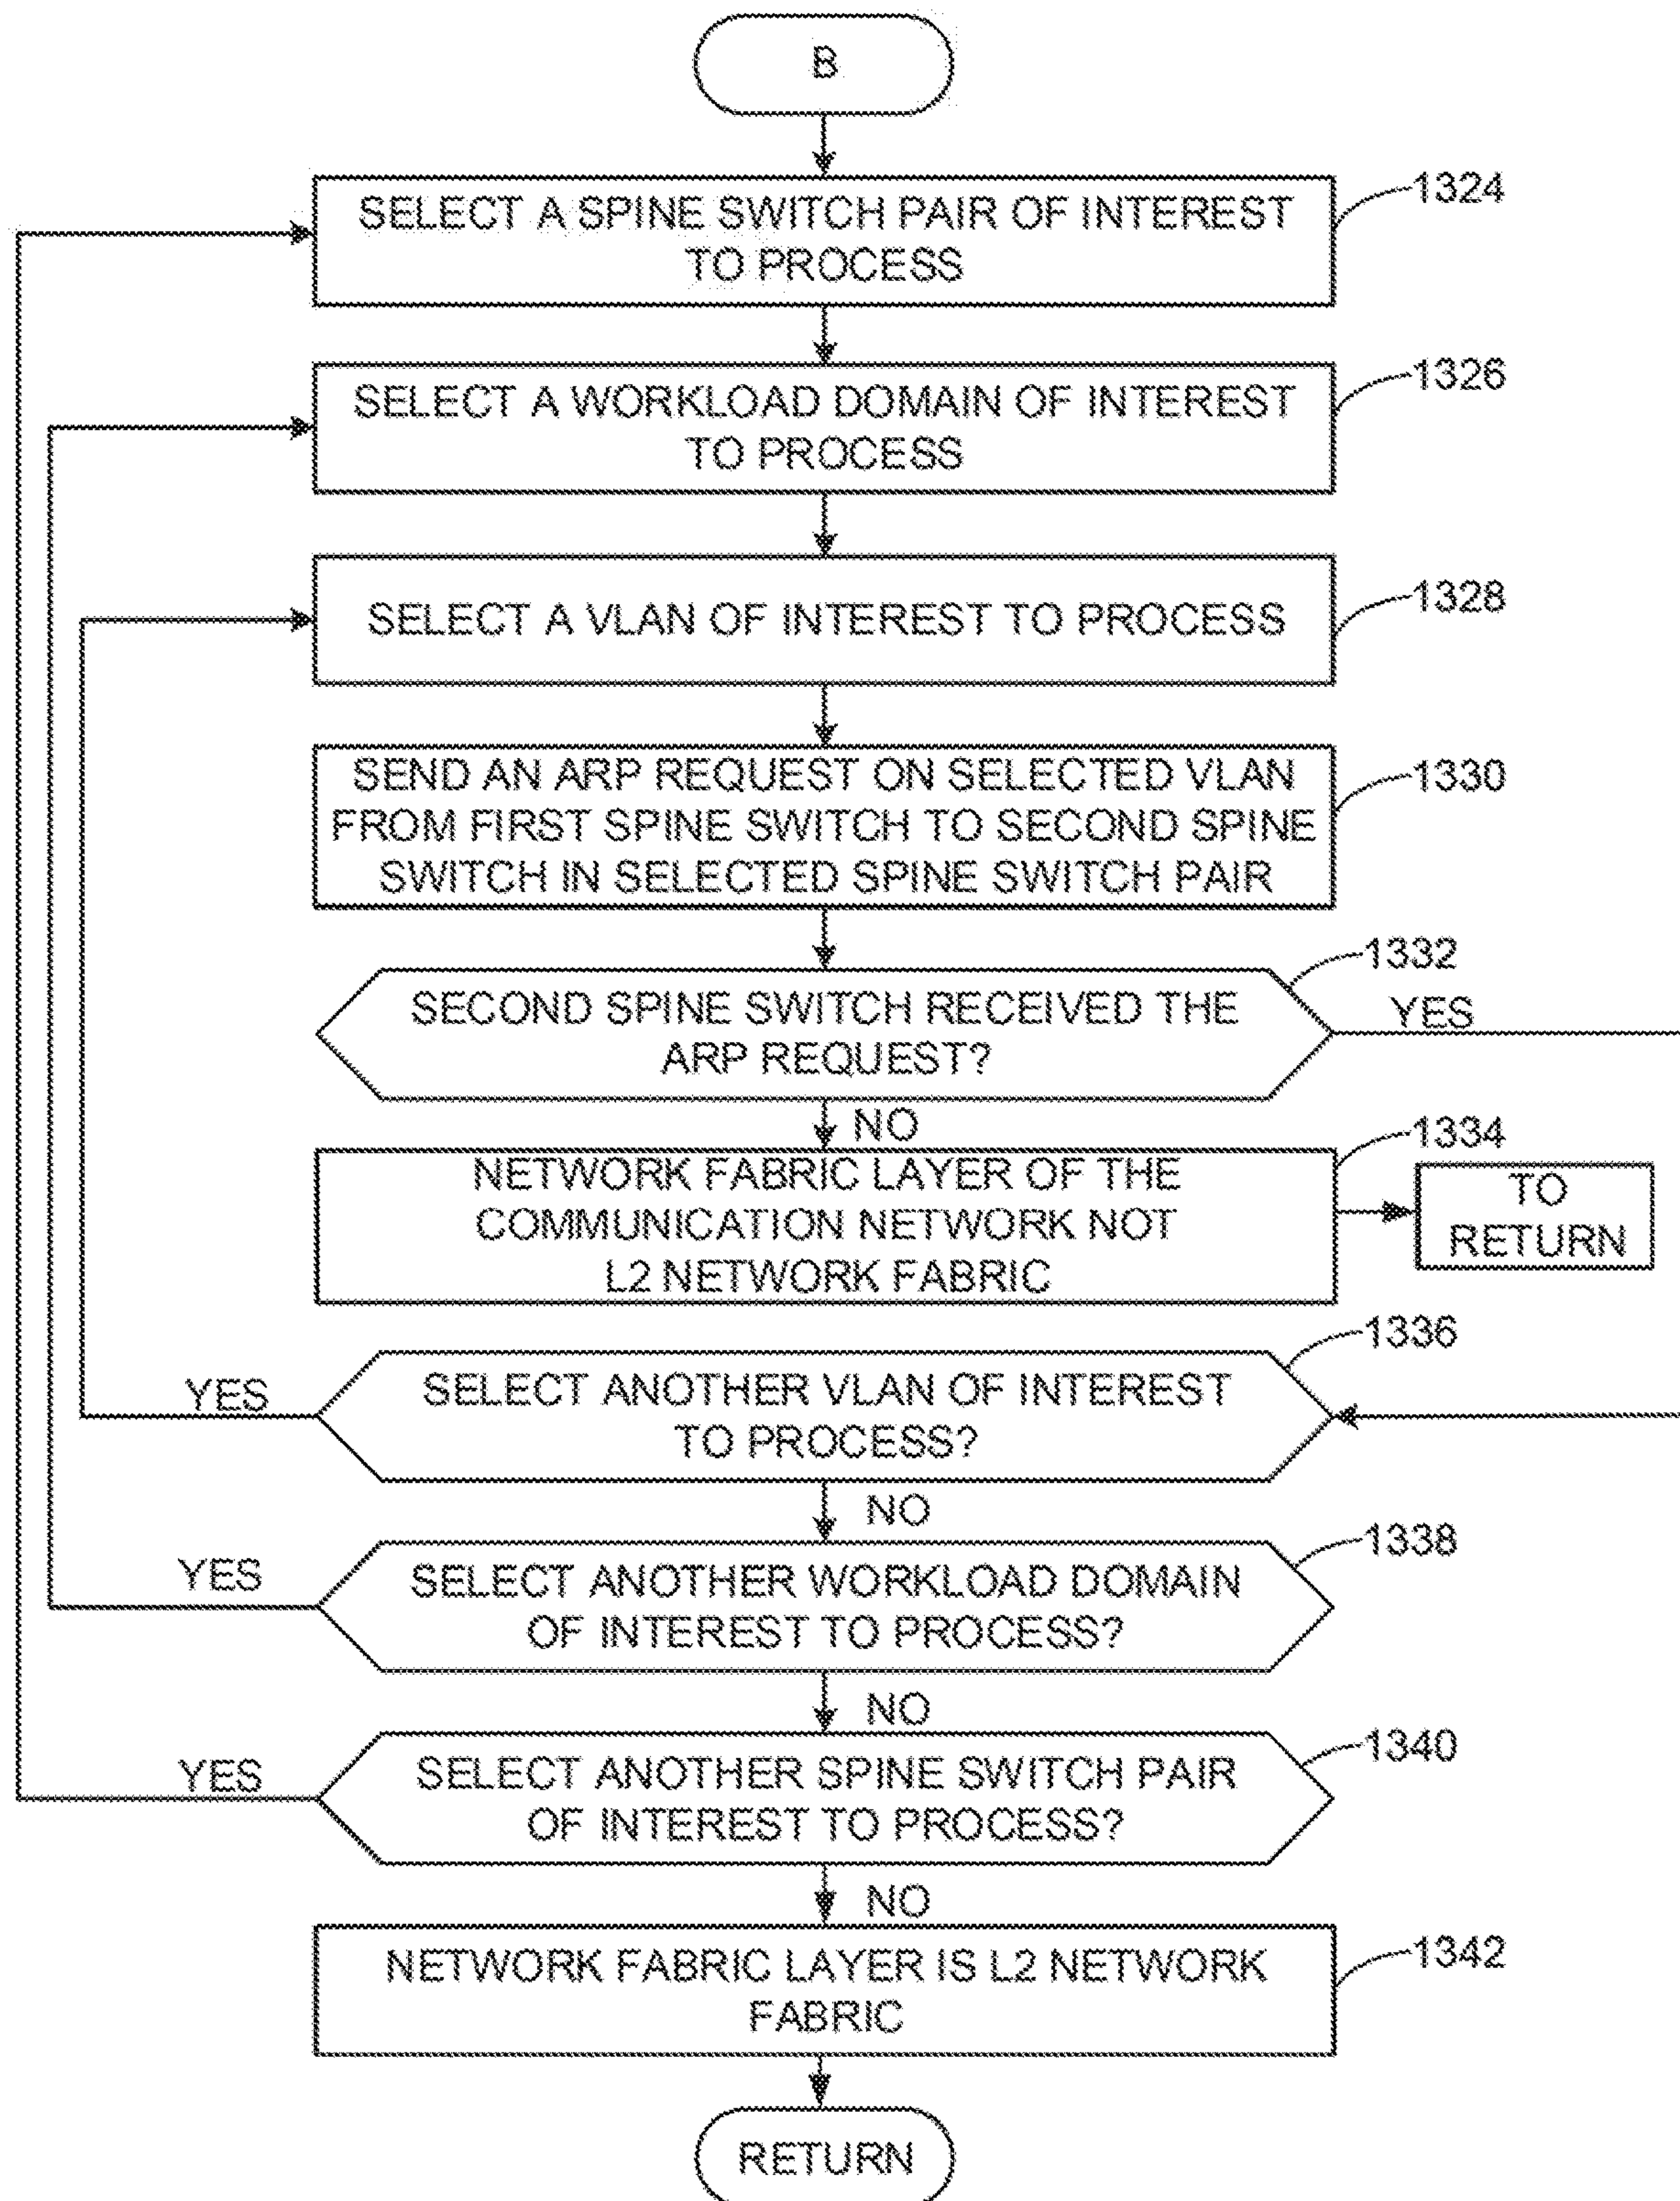 B
SELECT A SPINE SWITCH PAIR OF INTEREST
TO PROCESS
1324
SELECT A WORKLOAD DOMAIN OF INTEREST
TO PROCESS
1326
SELECT A VLAN OF INTEREST TO PROCESS
1328
SEND AN ARP REQUEST ON SELECTED VLAN
FROM FIRST SPINE SWITCH TO SECOND SPINE
SWITCH IN SELECTED SPINE SWITCH PAIR
1330
SECOND SPINE SWITCH RECEIVED THE
ARP REQUEST?
1332
YES
NO
NETWORK FABRIC LAYER OF THE
COMMUNICATION NETWORK NOT
L2 NETWORK FABRIC
1334
TO
RETURN
SELECT ANOTHER VLAN OF INTEREST
TO PROCESS?
1336
YES
NO
SELECT ANOTHER WORKLOAD DOMAIN
OF INTEREST TO PROCESS?
1338
YES
NO
SELECT ANOTHER SPINE SWITCH PAIR
OF INTEREST TO PROCESS?
1340
YES
NO
NETWORK FABRIC LAYER IS L2 NETWORK
FABRIC
1342
RETURN